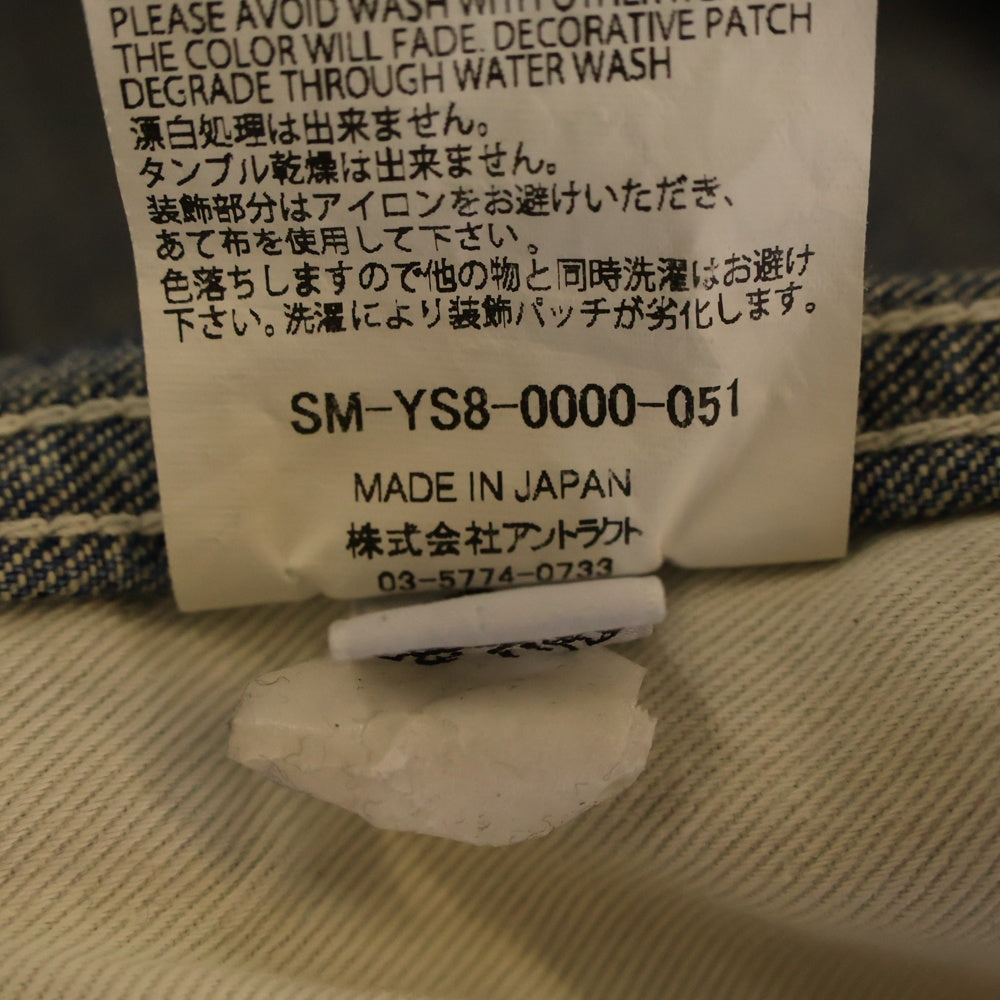 PLEASE AVOID WASH WITH OTHER
THE COLOR WILL FADE. DECORATIVE PATCH
DEGRADE THROUGH WATER WASH
漂白処理は出来ません。
タンブル乾燥は出来ません。
装飾部分はアイロンをお避けいただき、
あて布を使用して下さい。
色落ちしますので他の物と同時洗濯はお避け
下さい。洗濯により装飾パッチが劣化します。
SM-YS8-0000-051
MADE IN JAPAN
株式会社アントラクト
03-5774-0733